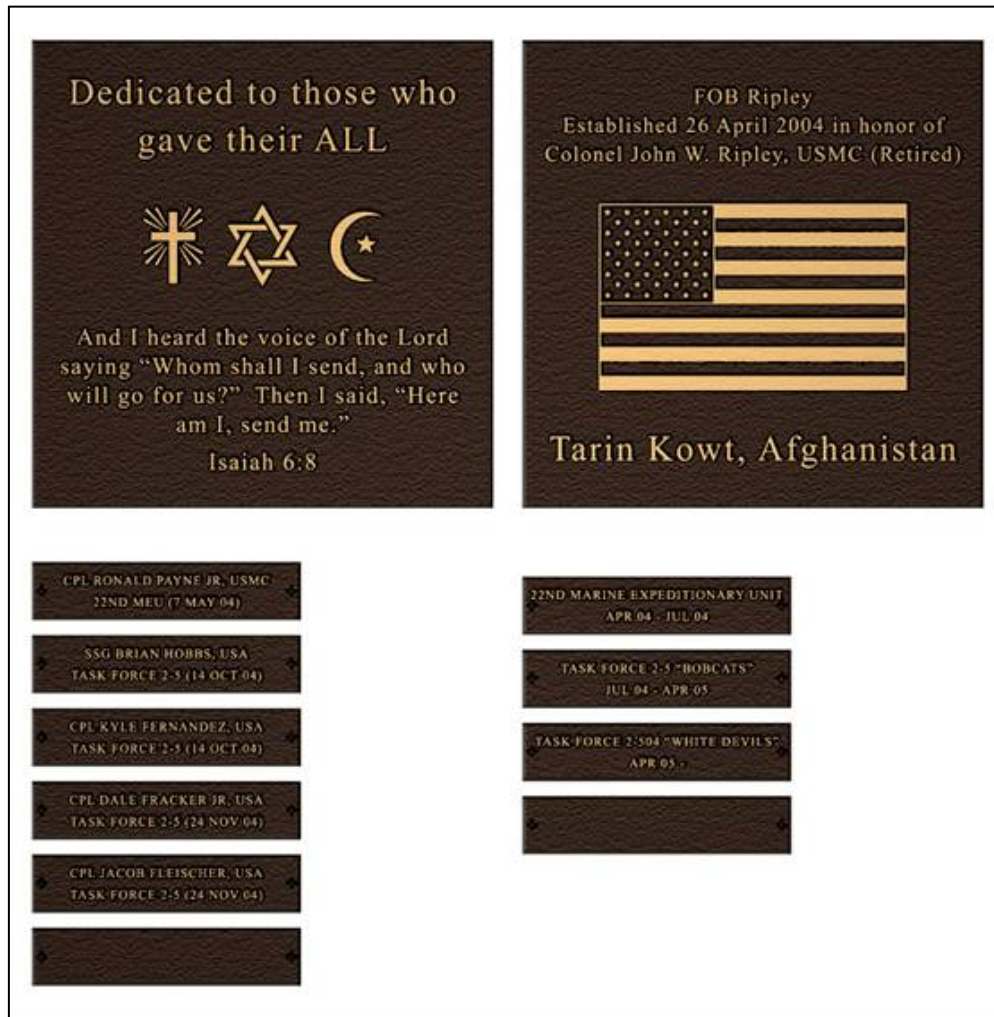 Dedicated to those who
gave their ALL
And I heard the voice of the Lord
saying “Whom shall I send, and who
will go for us?” Then I said, “Here
am I, send me.”
Isaiah 6:8
FOB Ripley
Established 26 April 2004 in honor of
Colonel John W. Ripley, USMC (Retired)
Tarin Kowt, Afghanistan
CPL RONALD PAYNE JR, USMC
22ND MEU (7 MAY 04)
SSG BRIAN HOBBS, USA
TASK FORCE 2-5 (14 OCT 04)
CPL KYLE FERNANDEZ, USA
TASK FORCE 2-5 (14 OCT 04)
CPL DALE FRACKER JR, USA
TASK FORCE 2-5 (24 NOV 04)
CPL JACOB FLEISCHER, USA
TASK FORCE 2-5 (24 NOV 04)
22ND MARINE EXPEDITIONARY UNIT
APR 04 - JUL 04
TASK FORCE 2-5 “BOBCATS”
JUL 04 - APR 05
TASK FORCE 2-504 “WHITE DEVILS”
APR 05 -